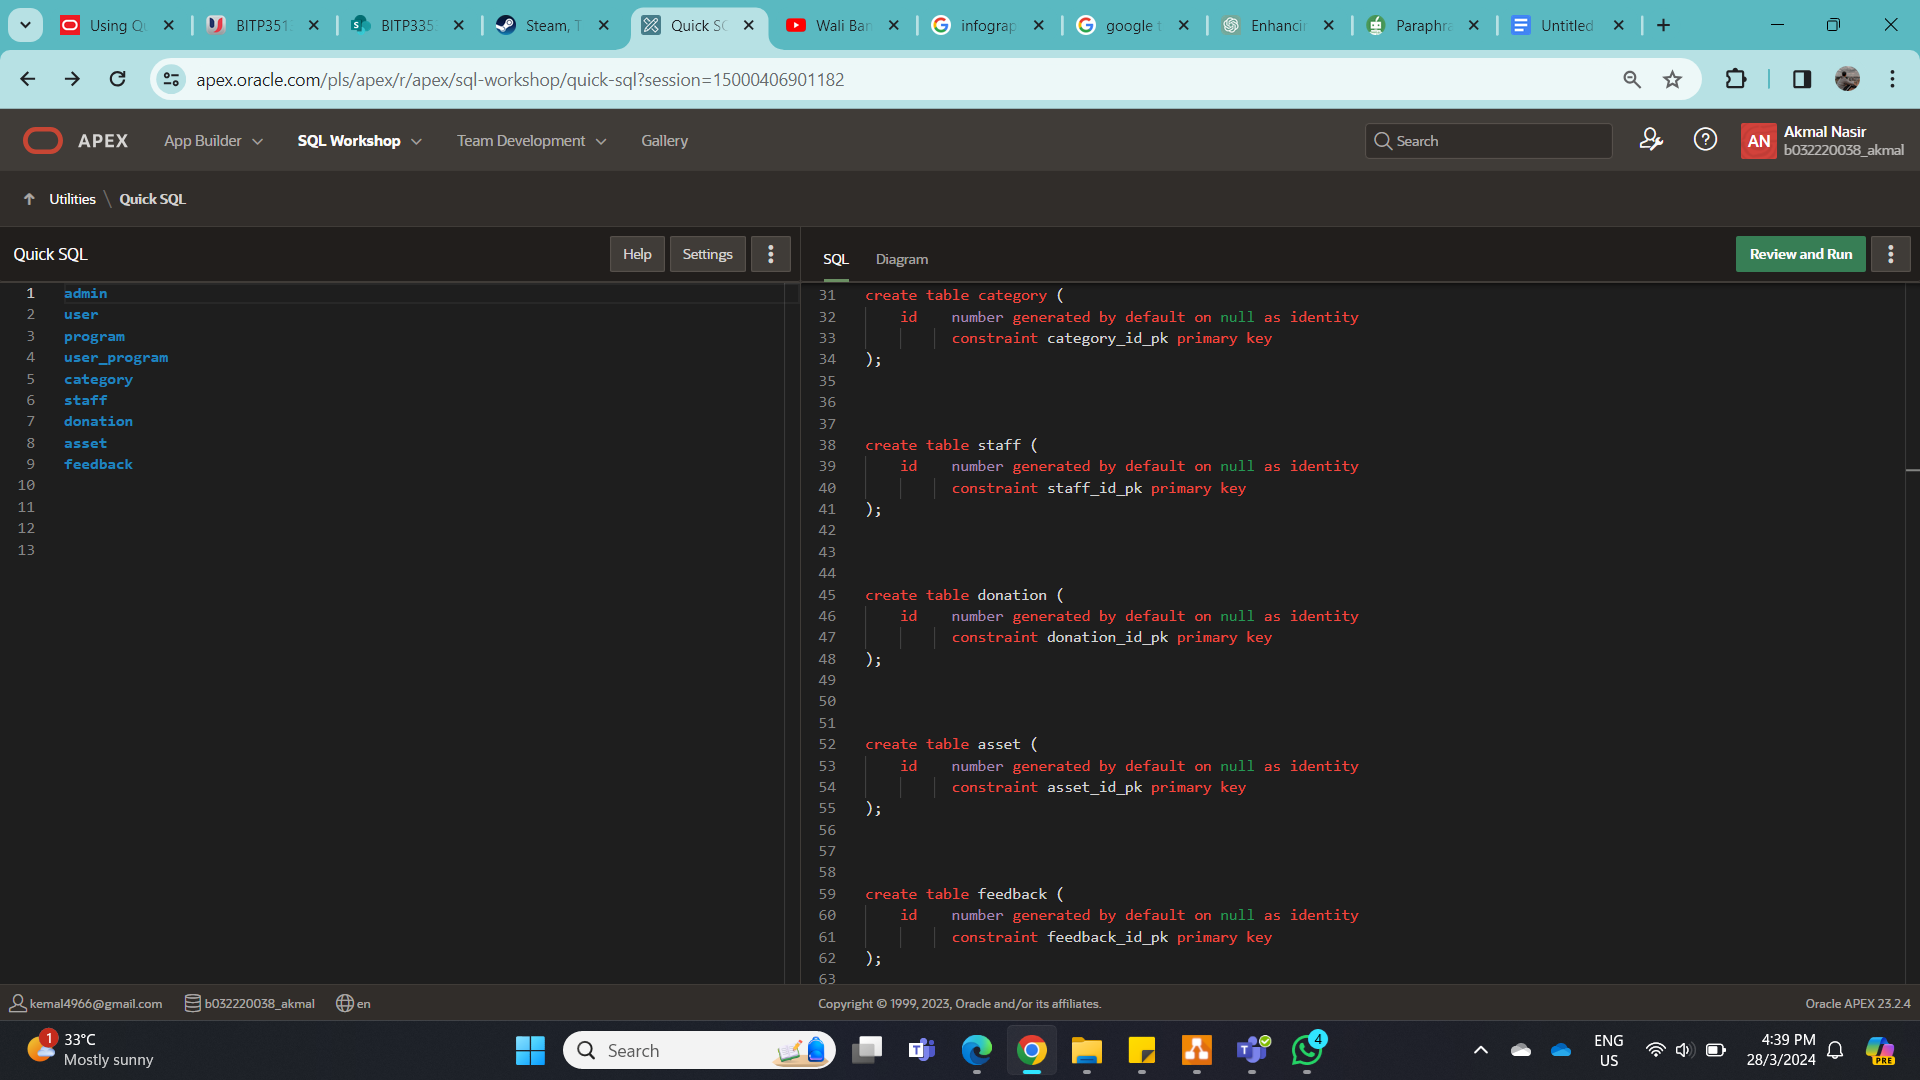 Using Qu
BITP351
BITP335
Steam, T
Quick SQ
Wali Ban
infograp
google t
Enhancin
Paraphra
Untitled
apex.oracle.com/pls/apex/r/apex/sql-workshop/quick-sql?session=15000406901182
APEX
App Builder
SQL Workshop
Team Development
Gallery
Search
AN
Akmal Nasir
b032220038_akmal
Utilities \ Quick SQL
Quick SQL
Help
Settings
SQL
Diagram
Review and Run
1 admin
2 user
3 program
4 user_program
5 category
6 staff
7 donation
8 asset
9 feedback
10
11
12
13
31 create table category (
32 id number generated by default on null as identity
33 constraint category_id_pk primary key
34 );
35
36
37
38 create table staff (
39 id number generated by default on null as identity
40 constraint staff_id_pk primary key
41 );
42
43
44
45 create table donation (
46 id number generated by default on null as identity
47 constraint donation_id_pk primary key
48 );
49
50
51
52 create table asset (
53 id number generated by default on null as identity
54 constraint asset_id_pk primary key
55 );
56
57
58
59 create table feedback (
60 id number generated by default on null as identity
61 constraint feedback_id_pk primary key
62 );
63
kemal4966@gmail.com
b032220038_akmal
en
Copyright © 1999, 2023, Oracle and/or its affiliates.
Oracle APEX 23.2.4
1
33°C
Mostly sunny
Search
4
ENG
US
4:39 PM
28/3/2024
PRE